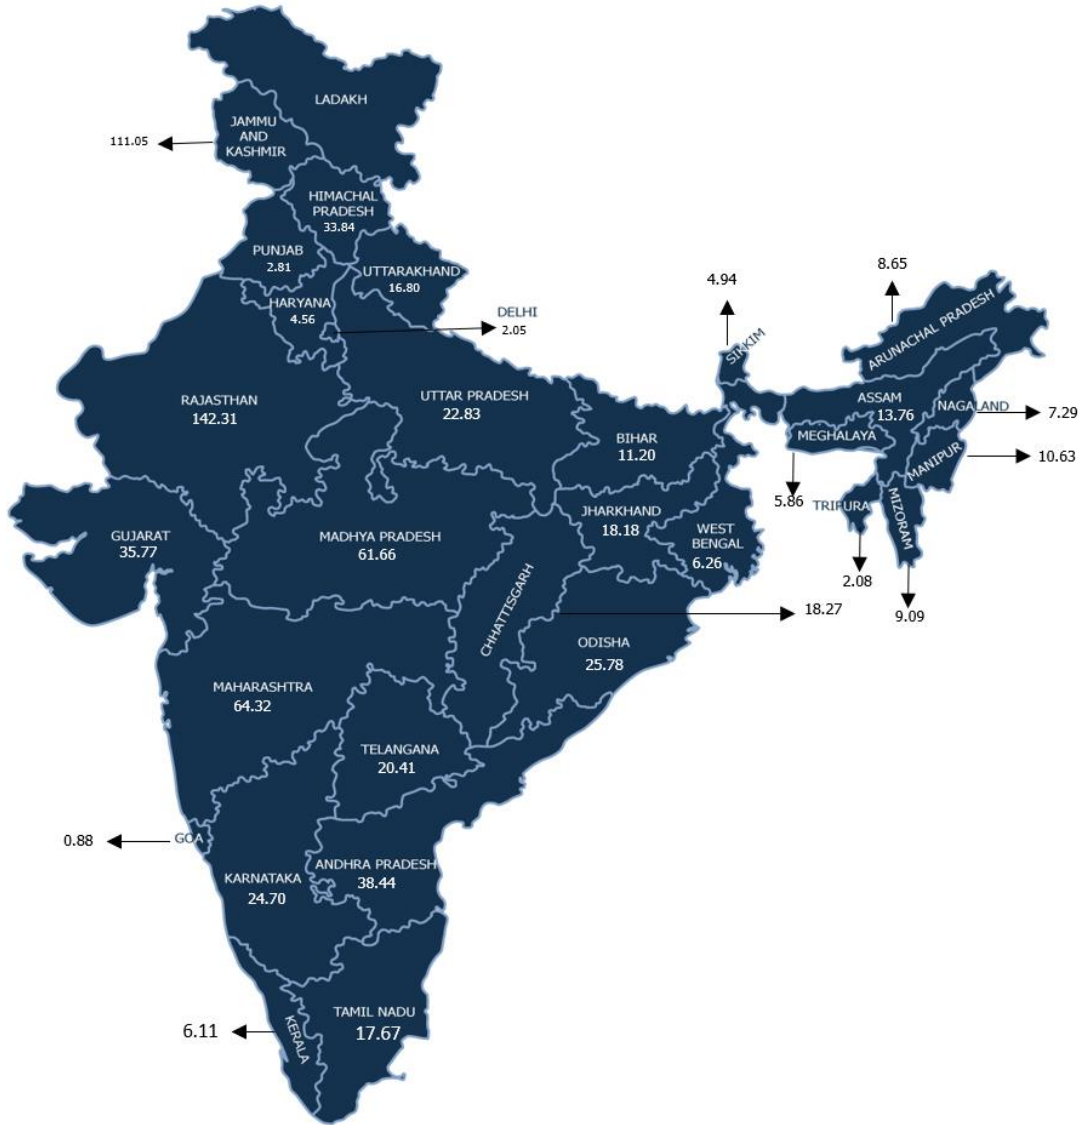 LADAKH
JAMMU
AND
KASHMIR
111.05
HIMACHAL
PRADESH
33.84
PUNJAB
2.81
UTTARAKHAND
16.80
HARYANA
4.56
DELHI
2.05
4.94
SIKKIM
8.65
ARUNACHAL PRADESH
RAJASTHAN
142.31
UTTAR PRADESH
22.83
BIHAR
11.20
ASSAM
13.76
NAGALAND
7.29
MEGHALAYA
5.86
MANIPUR
10.63
TRIPURA
2.08
MIZORAM
9.09
GUJARAT
35.77
MADHYA PRADESH
61.66
JHARKHAND
18.18
WEST
BENGAL
6.26
CHHATTISGARH
18.27
ODISHA
25.78
MAHARASHTRA
64.32
TELANGANA
20.41
GOA
0.88
KARNATAKA
24.70
ANDHRA PRADESH
38.44
TAMIL NADU
17.67
KERALA
6.11